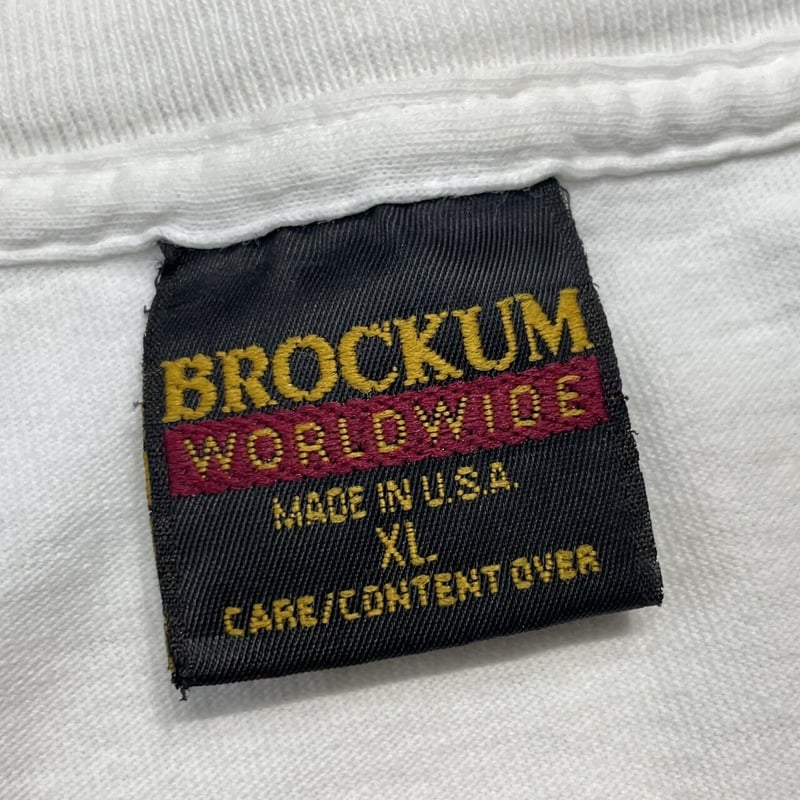 BROCKUM
WORLDWIDE
MADE IN U.S.A.
XL
CARE/CONTENT OVER